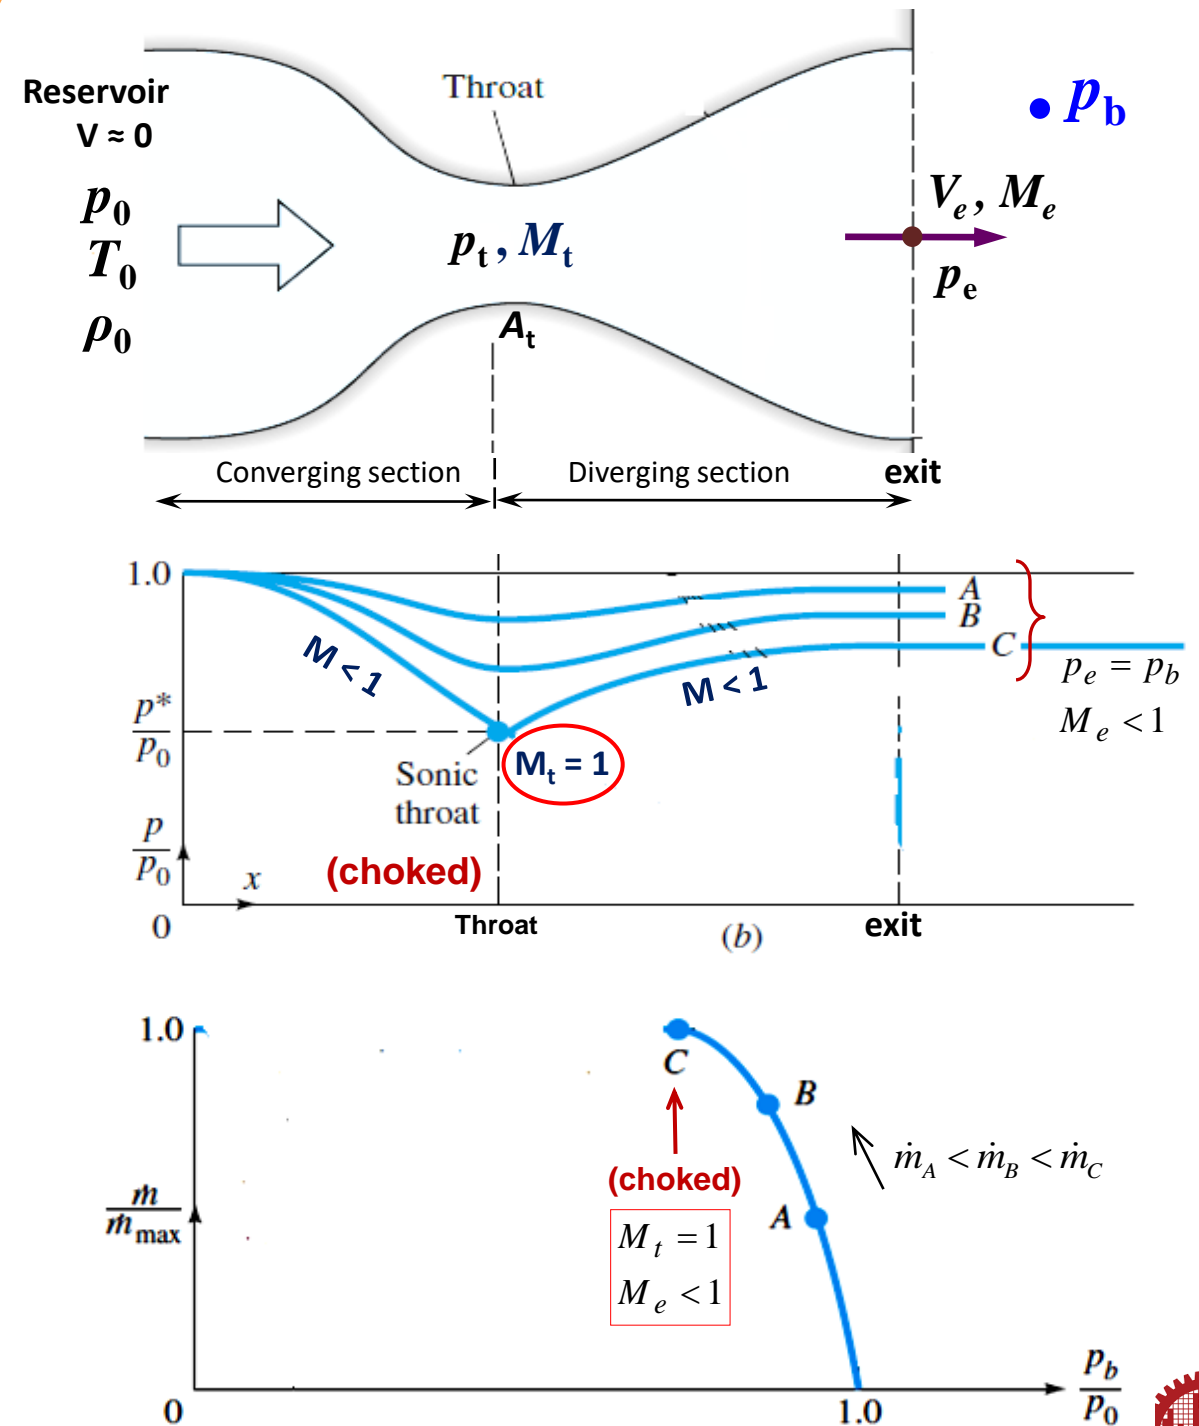 Reservoir
V ≈ 0
p0
T0
ρ0
Throat
pt , Mt
At
• pb
Ve, Me
pe
Converging section
Diverging section
exit
1.0
p*
p0
p
p0
0
x
M < 1
M < 1
Sonic
throat
Mt = 1
(choked)
Throat
(b)
exit
A
B
C
pe = pb
Me < 1
1.0
ṁ
ṁmax
0
C
B
A
(choked)
Mt = 1
Me < 1
ṁA < ṁB < ṁC
1.0
pb
p0